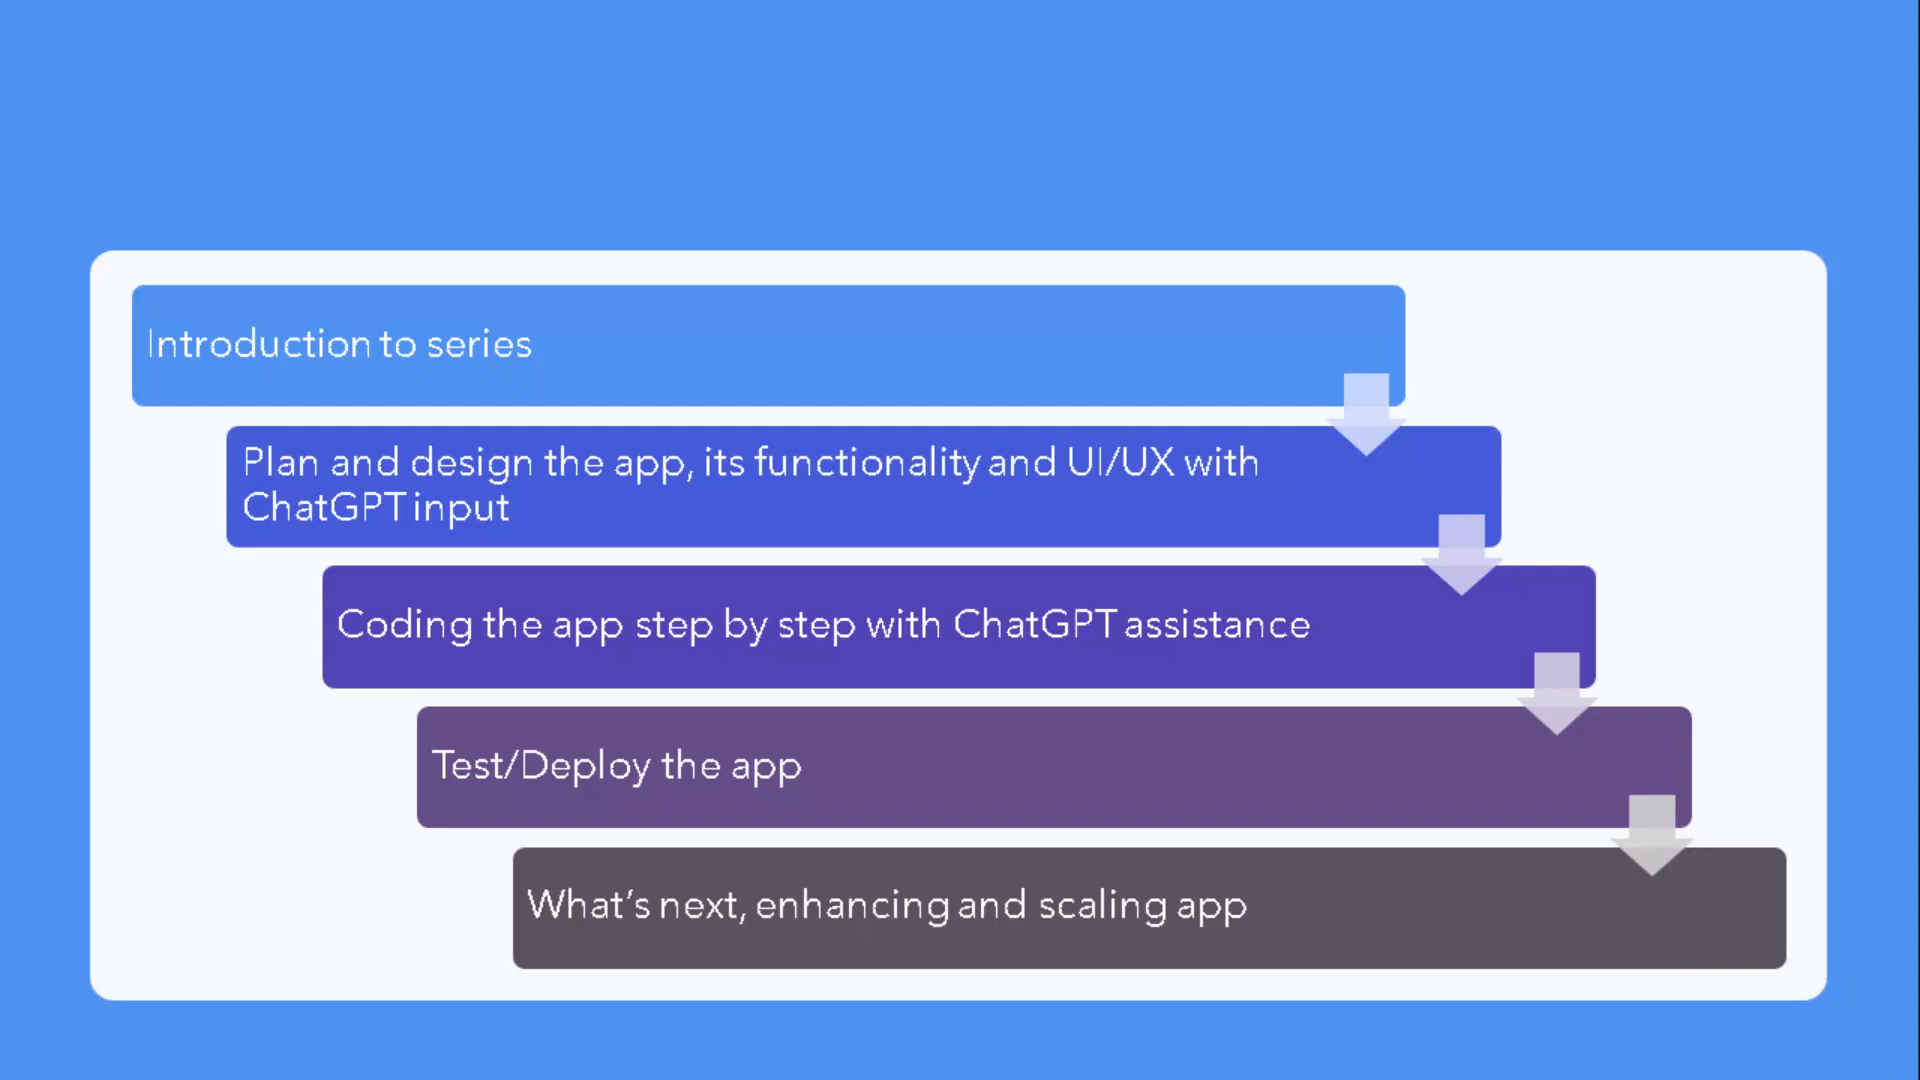 Introduction to series
Plan and design the app, its functionality and UI/UX with
ChatGPT input
Coding the app step by step with ChatGPT assistance
Test/Deploy the app
What’s next, enhancing and scaling app